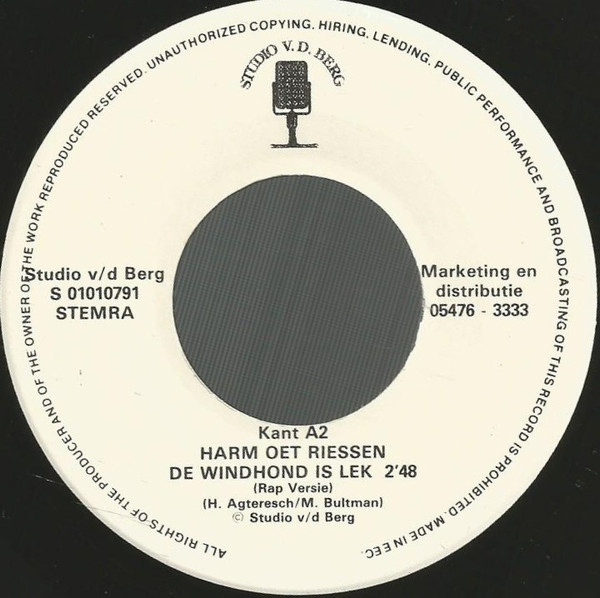 ALL RIGHTS OF THE PRODUCER AND OF THE OWNER OF THE WORK REPRODUCED RESERVED. UNAUTHORIZED COPYING. HIRING, LENDING. PUBLIC PERFORMANCE AND BROADCASTING OF THIS RECORD IS PROHIBITED. MADE IN EEC.
STUDIO V. D. BERG
Studio v/d Berg
S 01010791
STEMRA
Marketing en
distributie
05476 - 3333
Kant A2
HARM OET RIESSEN
DE WINDHOND IS LEK 2'48
(Rap Versie)
(H. Agteresch/M. Bultman)
© Studio v/d Berg